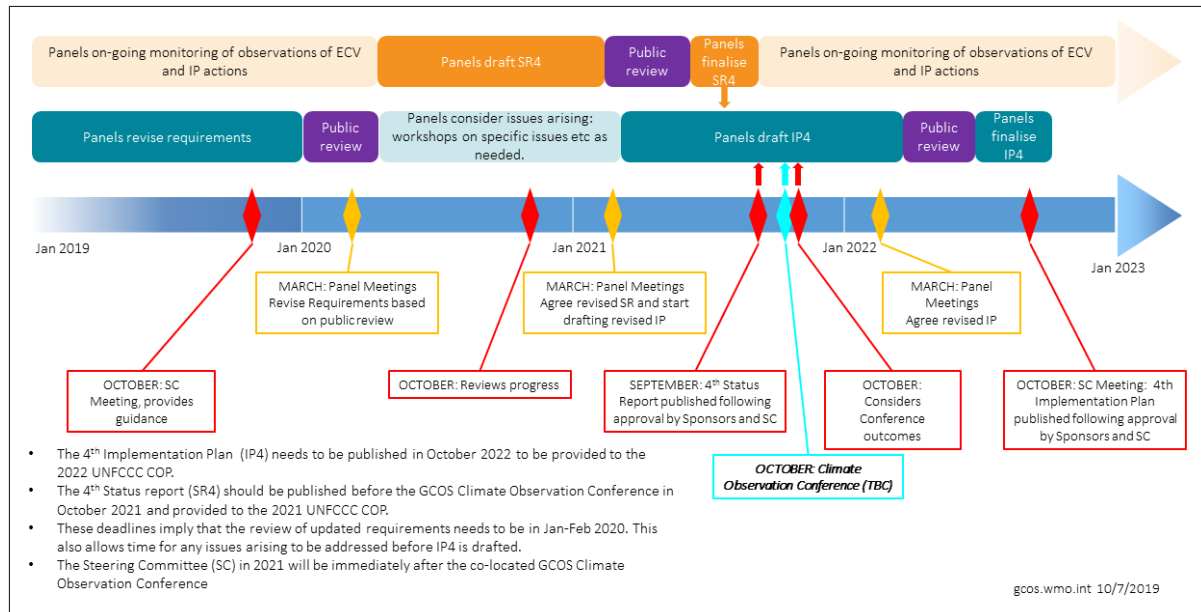 Panels on-going monitoring of observations of ECV
and IP actions
Panels draft SR4
Public
review
Panels
finalise
SR4
Panels on-going monitoring of observations of ECV
and IP actions
Panels revise requirements
Public
review
Panels consider issues arising:
workshops on specific issues etc as
needed.
Panels draft IP4
Public
review
Panels
finalise
IP4
Jan 2019
Jan 2020
Jan 2021
Jan 2022
Jan 2023
MARCH: Panel Meetings
Revise Requirements based
on public review
MARCH: Panel Meetings
Agree revised SR and start
drafting revised IP
MARCH: Panel
Meetings
Agree revised IP
OCTOBER: SC
Meeting, provides
guidance
OCTOBER: Reviews progress
SEPTEMBER: 4th Status
Report published following
approval by Sponsors and SC
OCTOBER:
Considers
Conference
outcomes
OCTOBER: SC Meeting: 4th
Implementation Plan
published following approval
by Sponsors and SC
OCTOBER: Climate
Observation Conference (TBC)
• The 4th Implementation Plan (IP4) needs to be published in October 2022 to be provided to the
2022 UNFCCC COP.
• The 4th Status report (SR4) should be published before the GCOS Climate Observation Conference in
October 2021 and provided to the 2021 UNFCCC COP.
• These deadlines imply that the review of updated requirements needs to be in Jan-Feb 2020. This
also allows time for any issues arising to be addressed before IP4 is drafted.
• The Steering Committee (SC) in 2021 will be immediately after the co-located GCOS Climate
Observation Conference
gcos.wmo.int 10/7/2019